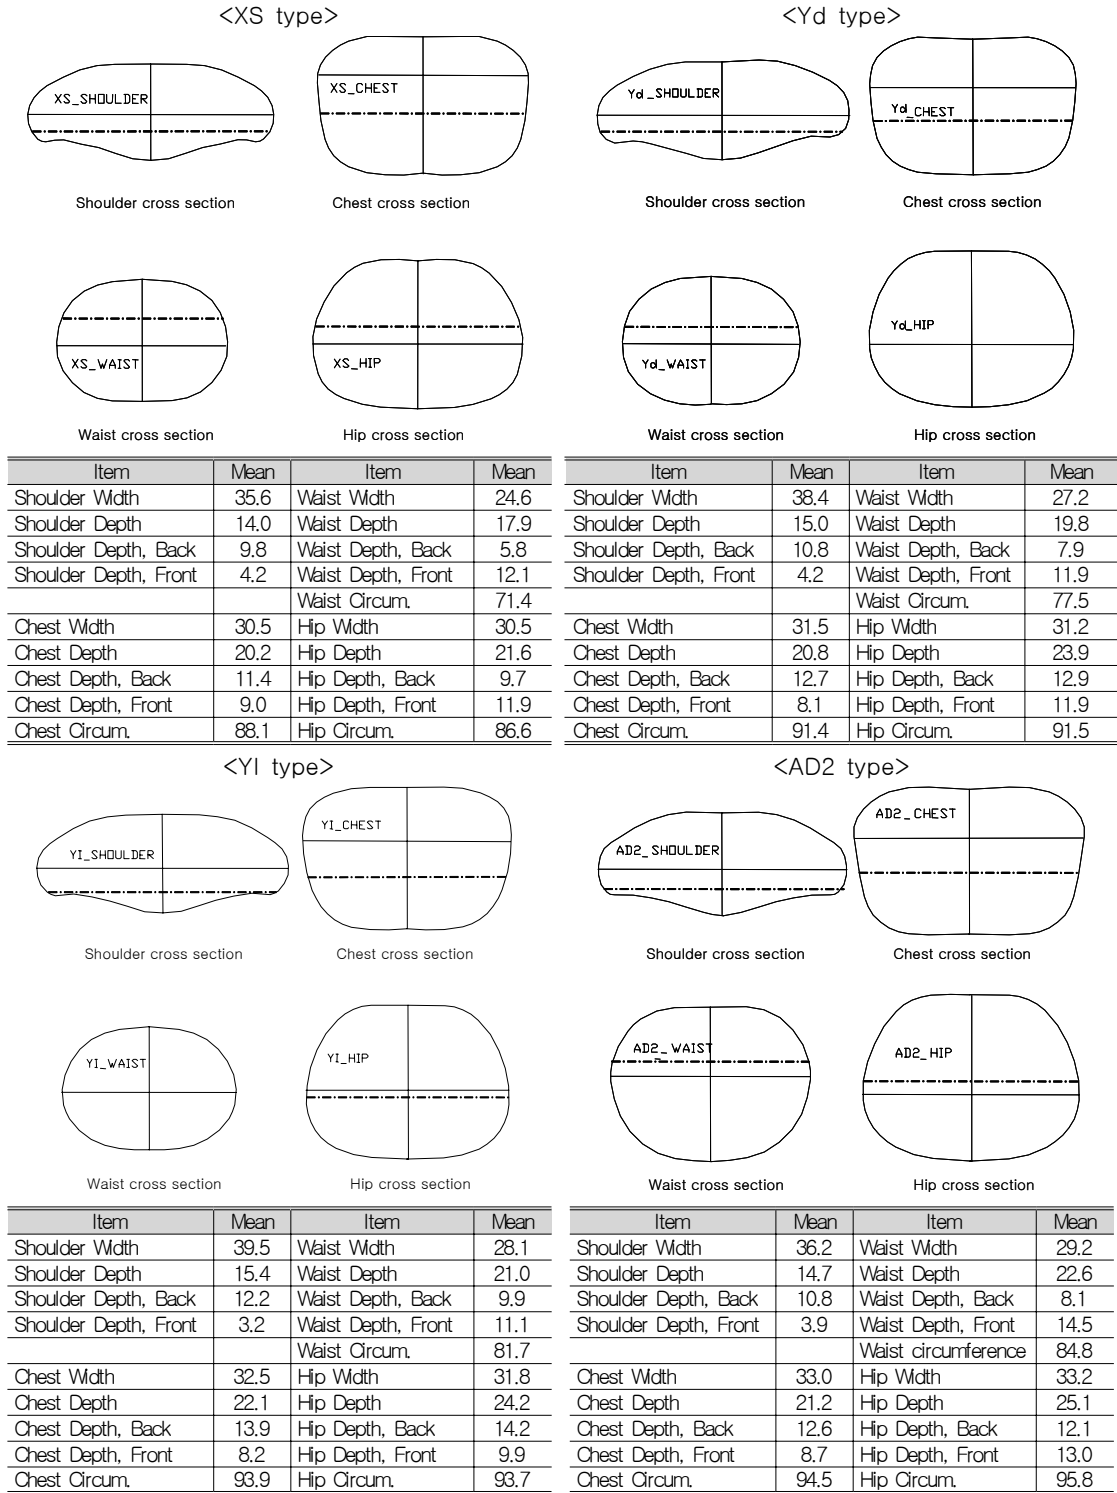 <XS type>
XS_SHOULDER
XS_CHEST
Shoulder cross section
Chest cross section
XS_WAIST
XS_HIP
Waist cross section
Hip cross section
Item Mean Item Mean
Shoulder Width 35.6 Waist Width 24.6
Shoulder Depth 14.0 Waist Depth 17.9
Shoulder Depth, Back 9.8 Waist Depth, Back 5.8
Shoulder Depth, Front 4.2 Waist Depth, Front 12.1
Waist Circum. 71.4
Chest Width 30.5 Hip Width 30.5
Chest Depth 20.2 Hip Depth 21.6
Chest Depth, Back 11.4 Hip Depth, Back 9.7
Chest Depth, Front 9.0 Hip Depth, Front 11.9
Chest Circum. 88.1 Hip Circum. 86.6
<Yd type>
Yd_SHOULDER
Yd_CHEST
Shoulder cross section
Chest cross section
Yd_WAIST
Yd_HIP
Waist cross section
Hip cross section
Item Mean Item Mean
Shoulder Width 38.4 Waist Width 27.2
Shoulder Depth 15.0 Waist Depth 19.8
Shoulder Depth, Back 10.8 Waist Depth, Back 7.9
Shoulder Depth, Front 4.2 Waist Depth, Front 11.9
Waist Circum. 77.5
Chest Width 31.5 Hip Width 31.2
Chest Depth 20.8 Hip Depth 23.9
Chest Depth, Back 12.7 Hip Depth, Back 12.9
Chest Depth, Front 8.1 Hip Depth, Front 11.9
Chest Circum. 91.4 Hip Circum. 91.5
<YI type>
YI_SHOULDER
YI_CHEST
Shoulder cross section
Chest cross section
YI_WAIST
YI_HIP
Waist cross section
Hip cross section
Item Mean Item Mean
Shoulder Width 39.5 Waist Width 28.1
Shoulder Depth 15.4 Waist Depth 21.0
Shoulder Depth, Back 12.2 Waist Depth, Back 9.9
Shoulder Depth, Front 3.2 Waist Depth, Front 11.1
Waist Circum. 81.7
Chest Width 32.5 Hip Width 31.8
Chest Depth 22.1 Hip Depth 24.2
Chest Depth, Back 13.9 Hip Depth, Back 14.2
Chest Depth, Front 8.2 Hip Depth, Front 9.9
Chest Circum. 93.9 Hip Circum. 93.7
<AD2 type>
AD2_SHOULDER
AD2_CHEST
Shoulder cross section
Chest cross section
AD2_WAIST
AD2_HIP
Waist cross section
Hip cross section
Item Mean Item Mean
Shoulder Width 36.2 Waist Width 29.2
Shoulder Depth 14.7 Waist Depth 22.6
Shoulder Depth, Back 10.8 Waist Depth, Back 8.1
Shoulder Depth, Front 3.9 Waist Depth, Front 14.5
Waist circumference 84.8
Chest Width 33.0 Hip Width 33.2
Chest Depth 21.2 Hip Depth 25.1
Chest Depth, Back 12.6 Hip Depth, Back 12.1
Chest Depth, Front 8.7 Hip Depth, Front 13.0
Chest Circum. 94.5 Hip Circum. 95.8